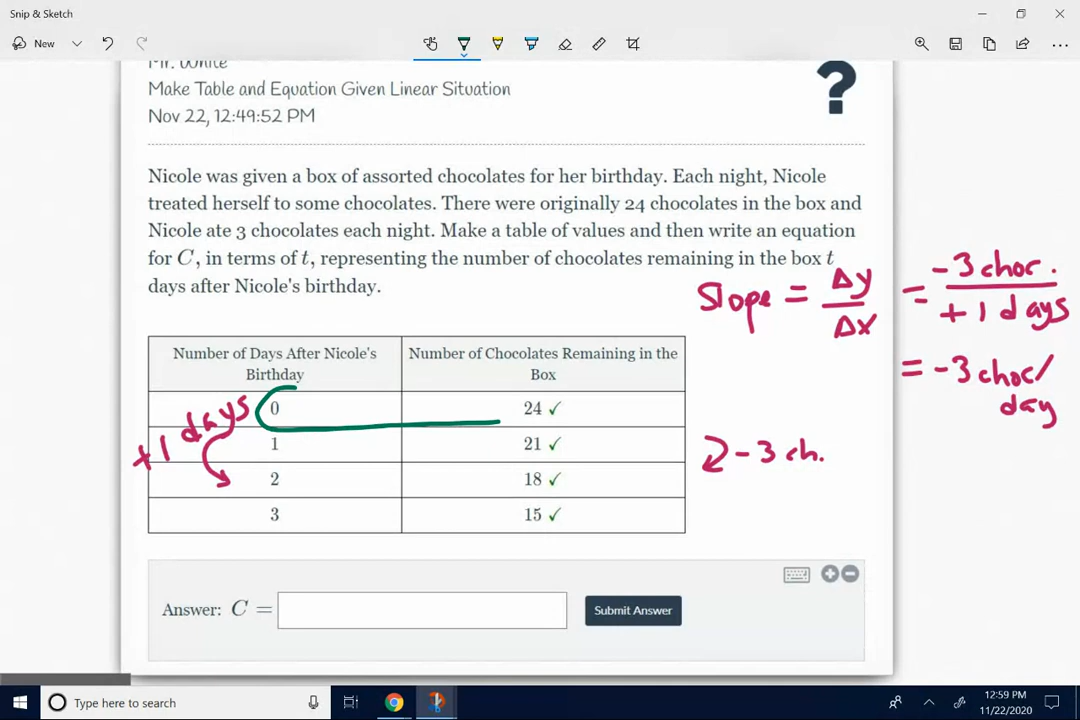 Snip & Sketch
New
Mr. White
Make Table and Equation Given Linear Situation
Nov 22, 12:49:52 PM
?
Nicole was given a box of assorted chocolates for her birthday. Each night, Nicole
treated herself to some chocolates. There were originally 24 chocolates in the box and
Nicole ate 3 chocolates each night. Make a table of values and then write an equation
for C, in terms of t, representing the number of chocolates remaining in the box t
days after Nicole's birthday.
Slope = Δy/Δx = -3 choc. / +1 days
= -3 choc/
day
Number of Days After Nicole's
Birthday
Number of Chocolates Remaining in the
Box
0 24 ✓
1 21 ✓
2 18 ✓
3 15 ✓
+1 days
-3 ch.
Answer: C =
Submit Answer
Type here to search
12:59 PM
11/22/2020